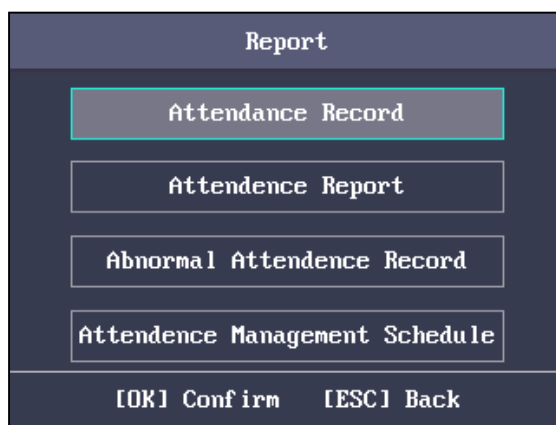 Report
Attendance Record
Attendence Report
Abnormal Attendence Record
Attendence Management Schedule
[OK] Confirm [ESC] Back